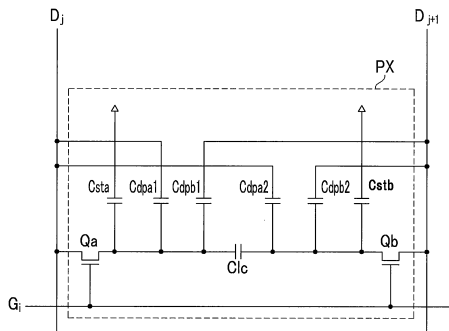 Dj Dj+1
PX
Csta Cdpa1 Cdpb1 Cdpa2 Cdpb2 Cstb
Qa Qb
Clc
Gi